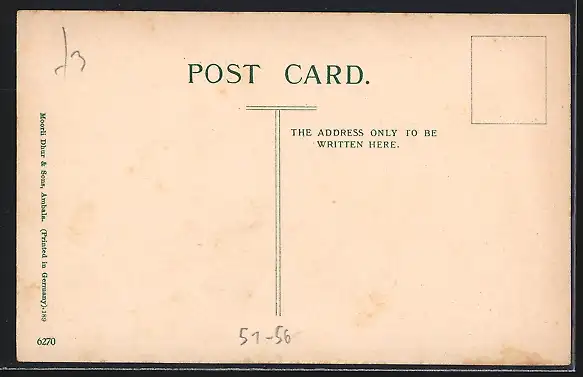 POST CARD.
THE ADDRESS ONLY TO BE
WRITTEN HERE.
Moorli Dhur & Sons, Ambala. (Printed in Germany).189
6270
51-56